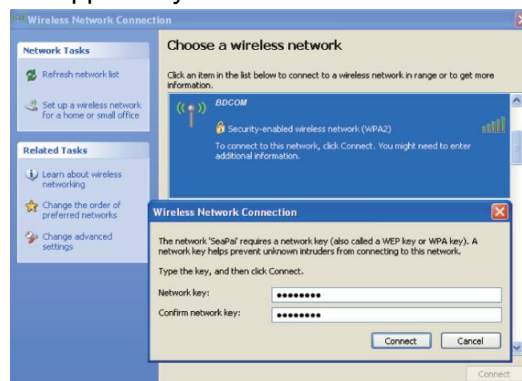 Wireless Network Connection
Network Tasks
Refresh network list
Set up a wireless network
for a home or small office
Related Tasks
Learn about wireless
networking
Change the order of
preferred networks
Change advanced
settings
Choose a wireless network
Click an item in the list below to connect to a wireless network in range or to get more
information.
BDCOM
Security-enabled wireless network (WPA2)
To connect to this network, click Connect. You might need to enter
additional information.
Wireless Network Connection
The network 'SeaPai' requires a network key (also called a WEP key or WPA key). A
network key helps prevent unknown intruders from connecting to this network.
Type the key, and then click Connect.
Network key:
••••••••
Confirm network key:
••••••••
Connect
Cancel
Connect